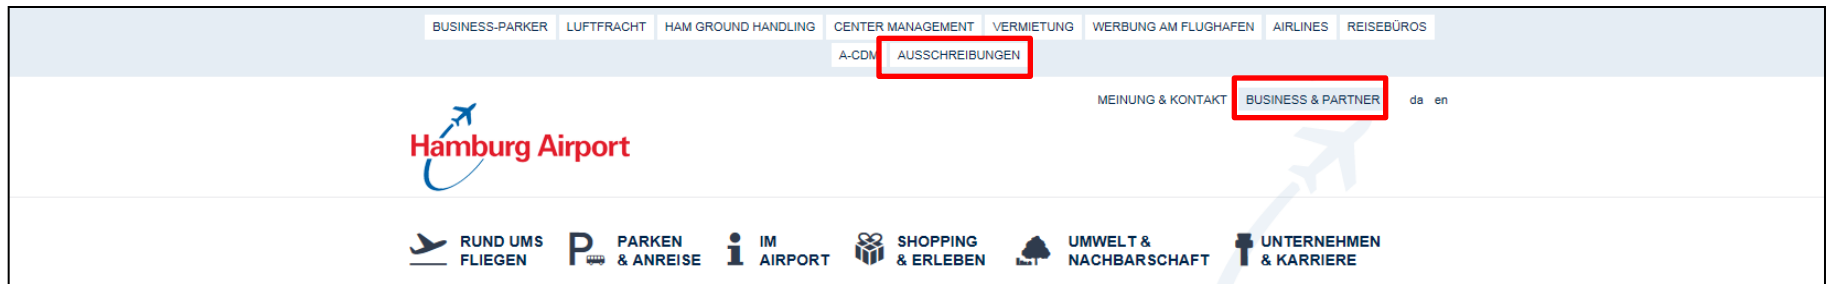 BUSINESS-PARKER LUFTFRACHT HAM GROUND HANDLING CENTER MANAGEMENT VERMIETUNG WERBUNG AM FLUGHAFEN AIRLINES REISEBÜROS
A-CDM AUSSCHREIBUNGEN
MEINUNG & KONTAKT BUSINESS & PARTNER da en
Hamburg Airport
RUND UMS FLIEGEN
PARKEN & ANREISE
IM AIRPORT
SHOPPING & ERLEBEN
UMWELT & NACHBARSCHAFT
UNTERNEHMEN & KARRIERE